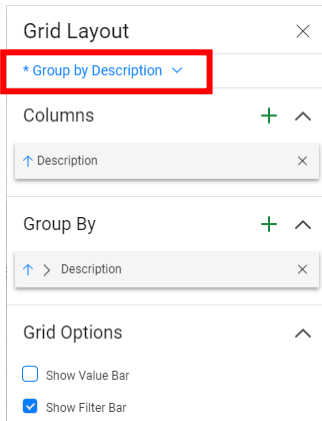 Grid Layout
* Group by Description
Columns
Description
Group By
Description
Grid Options
Show Value Bar
Show Filter Bar